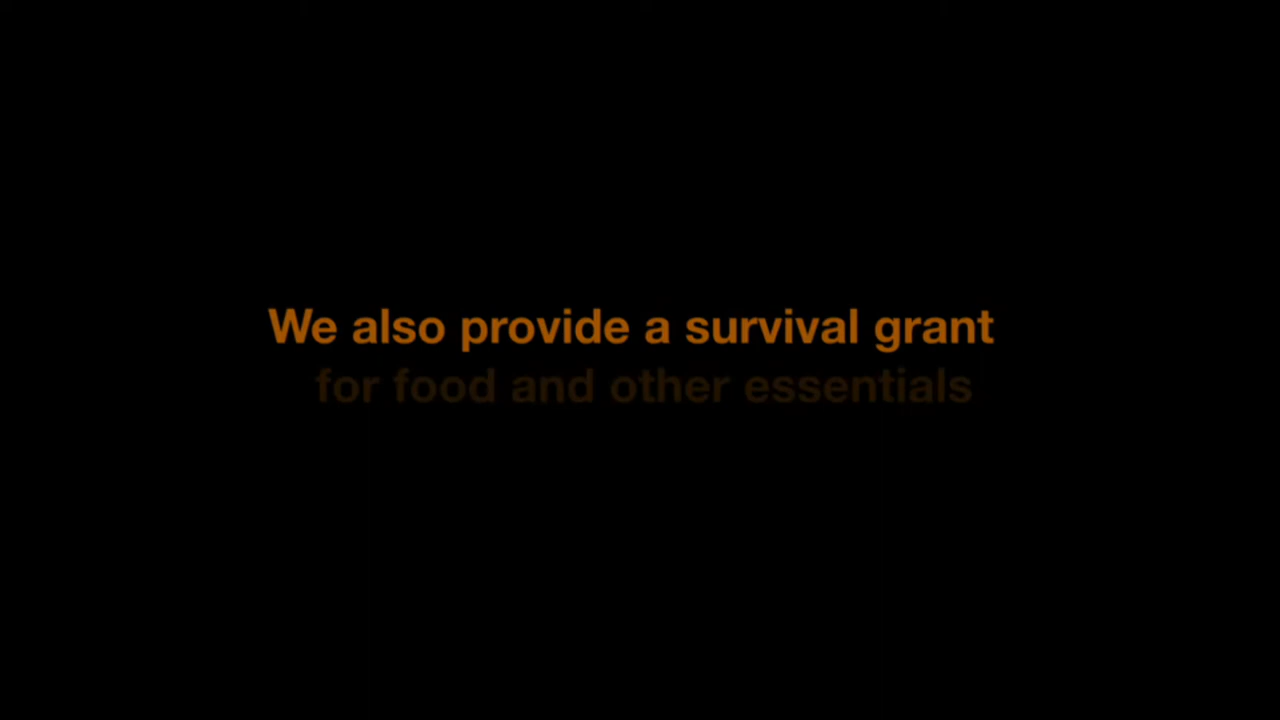 We also provide a survival grant
for food and other essentials